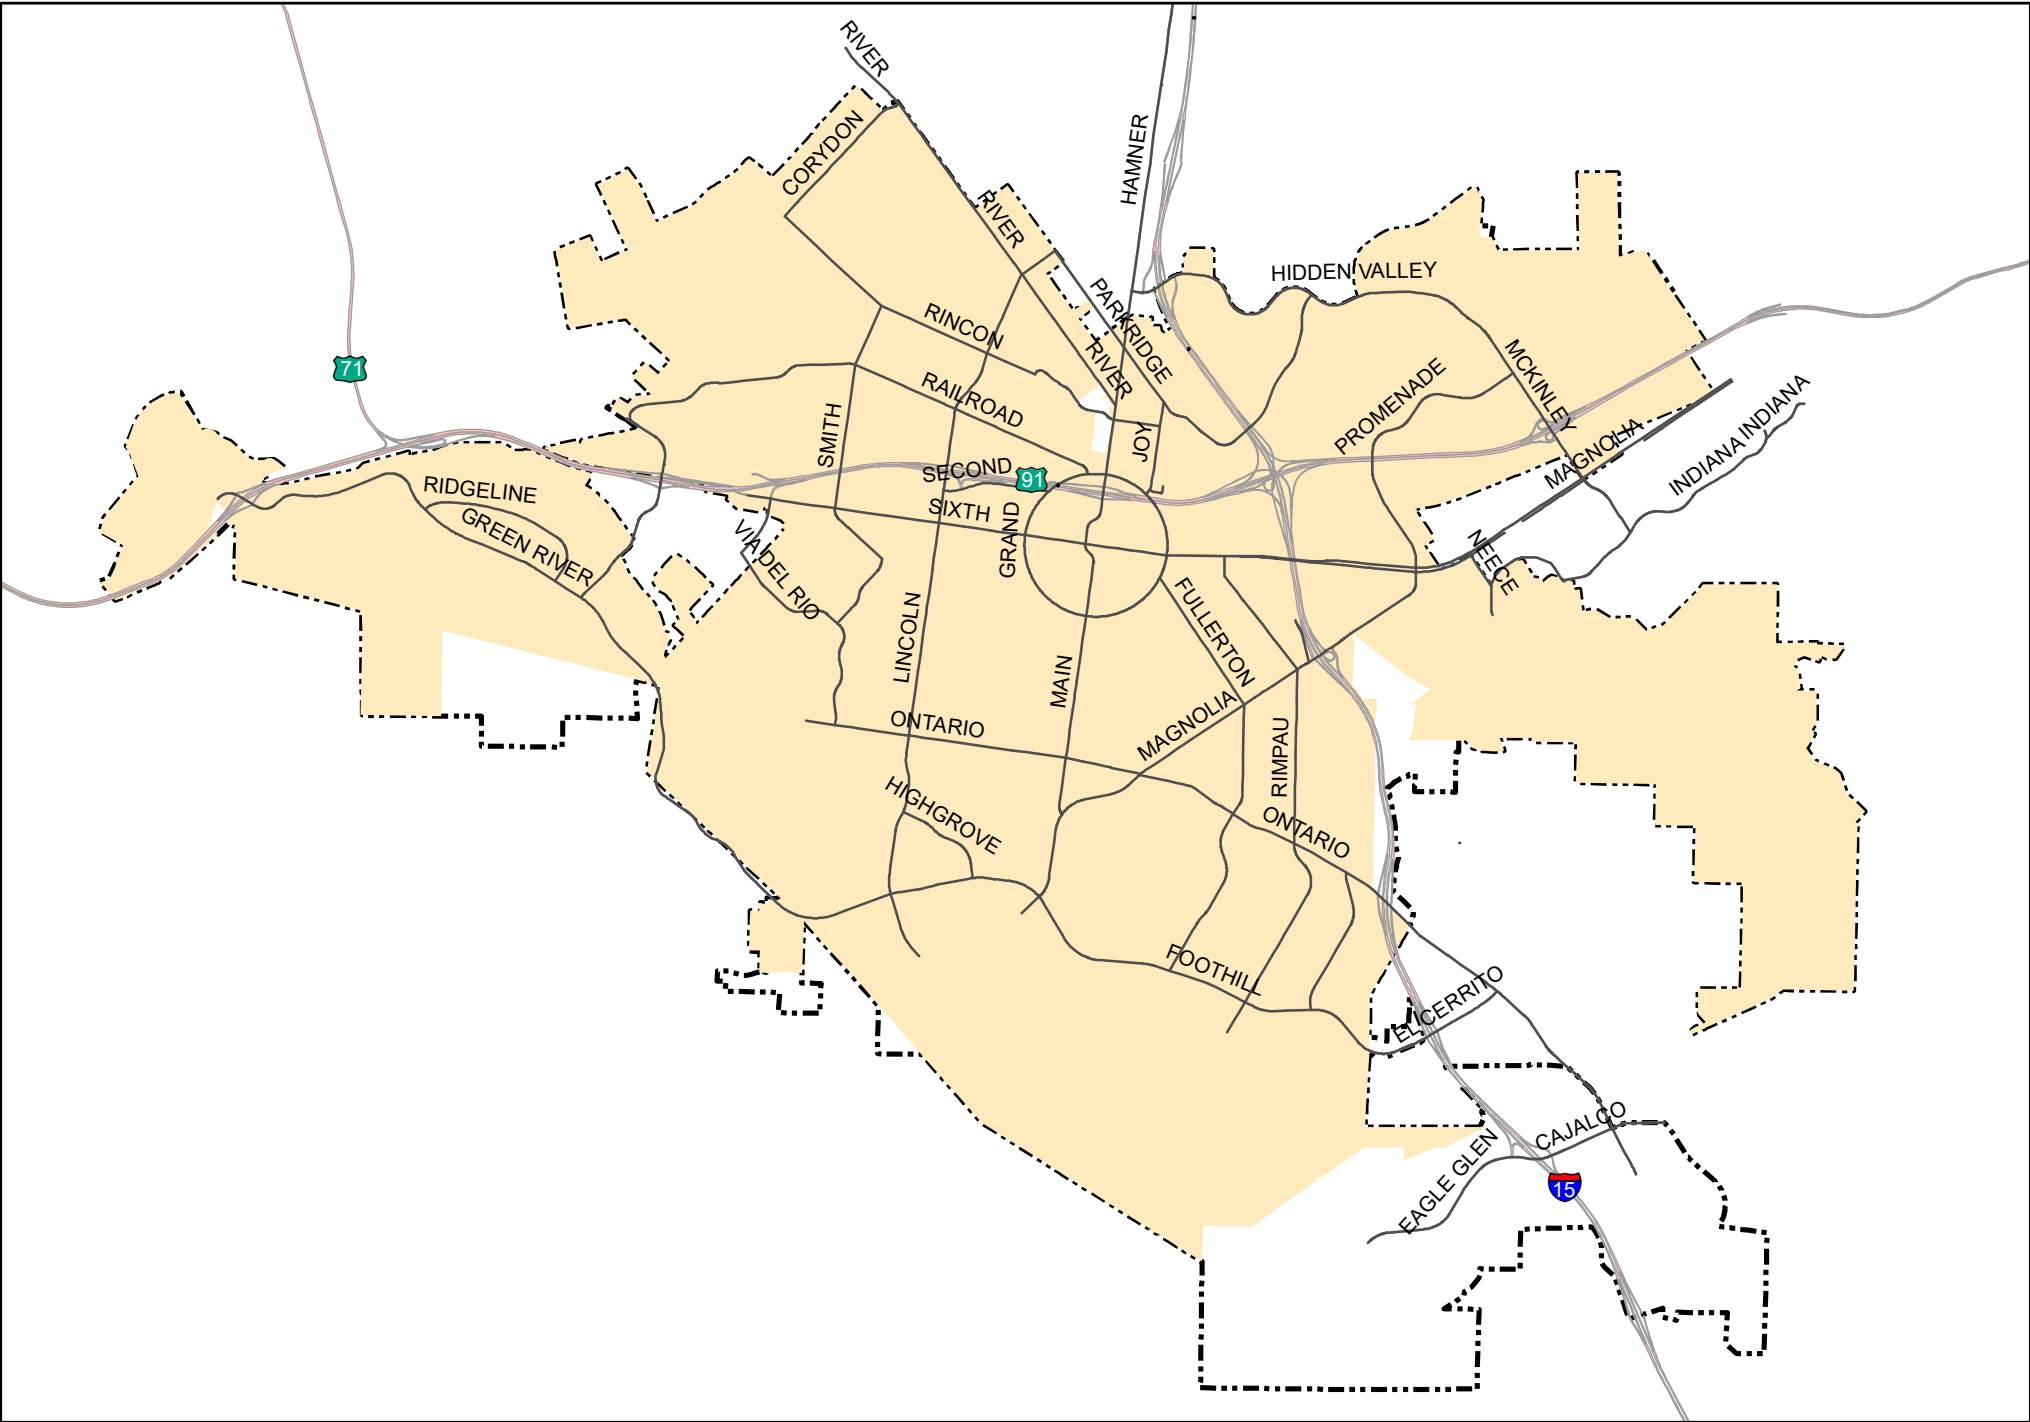 RIVER
CORYDON
HAMNER
RIVER
HIDDEN VALLEY
PARKRIDGE
RINCON
71
RIVER
MCKINLEY
RAILROAD
PROMENADE
INDIANA
INDIANA
SMITH
JOY
MAGNOLIA
SECOND
91
RIDGELINE
SIXTH
GREEN RIVER
GRAND
VIA DEL RIO
NEECE
LINCOLN
FULLERTON
MAIN
ONTARIO
MAGNOLIA
RIMPAU
HIGHGROVE
ONTARIO
FOOTHILL
EL CERRITO
CAJALCO
EAGLE GLEN
15